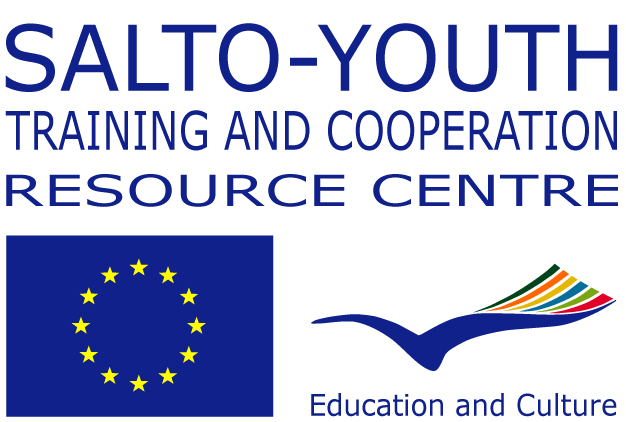 SALTO-YOUTH
TRAINING AND COOPERATION
RESOURCE CENTRE
Education and Culture